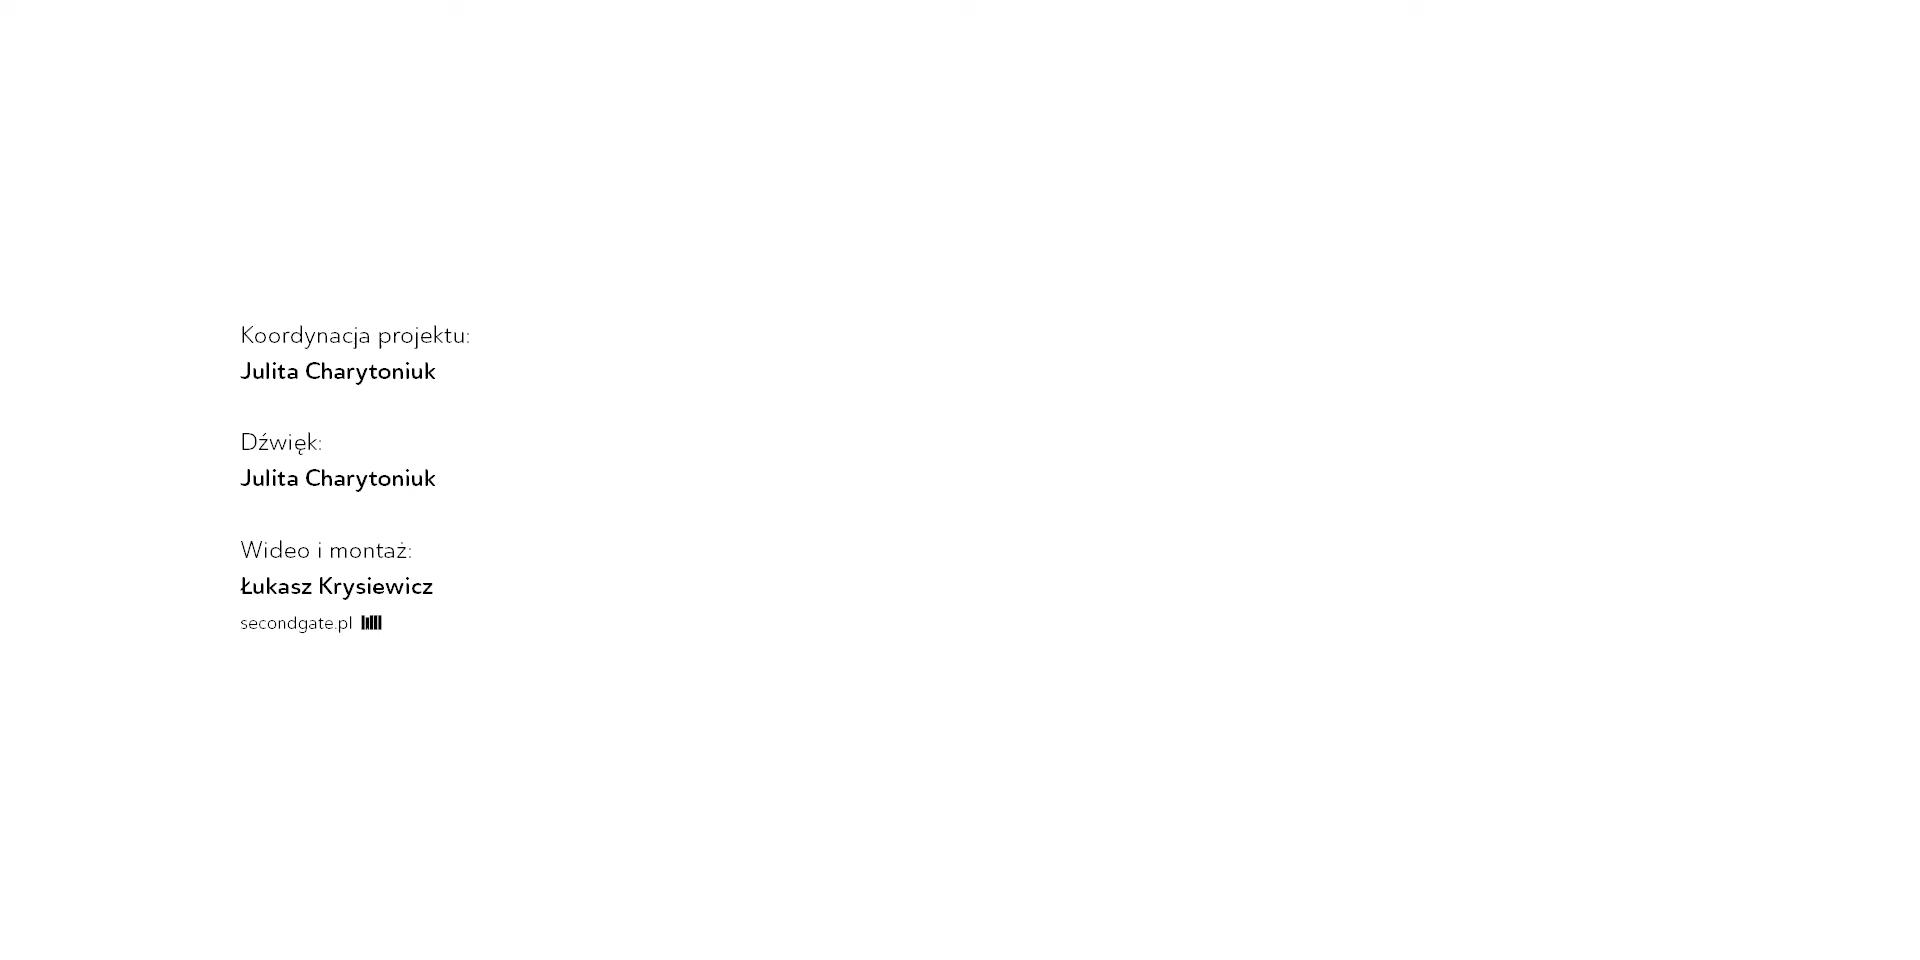 Koordynacja projektu:
Julita Charytoniuk
Dźwięk:
Julita Charytoniuk
Wideo i montaż:
Łukasz Krysiewicz
secondgate.pl